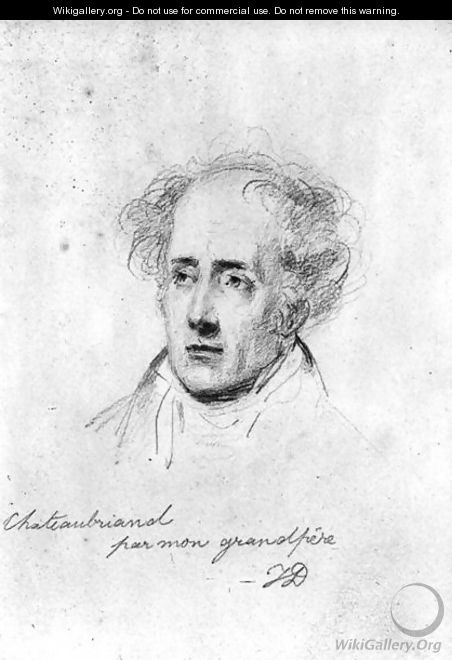 Wikigallery.org - Do not use for commercial use. Do not remove this warning.
Chateaubriand
par mon grandpère
WikiGallery.Org